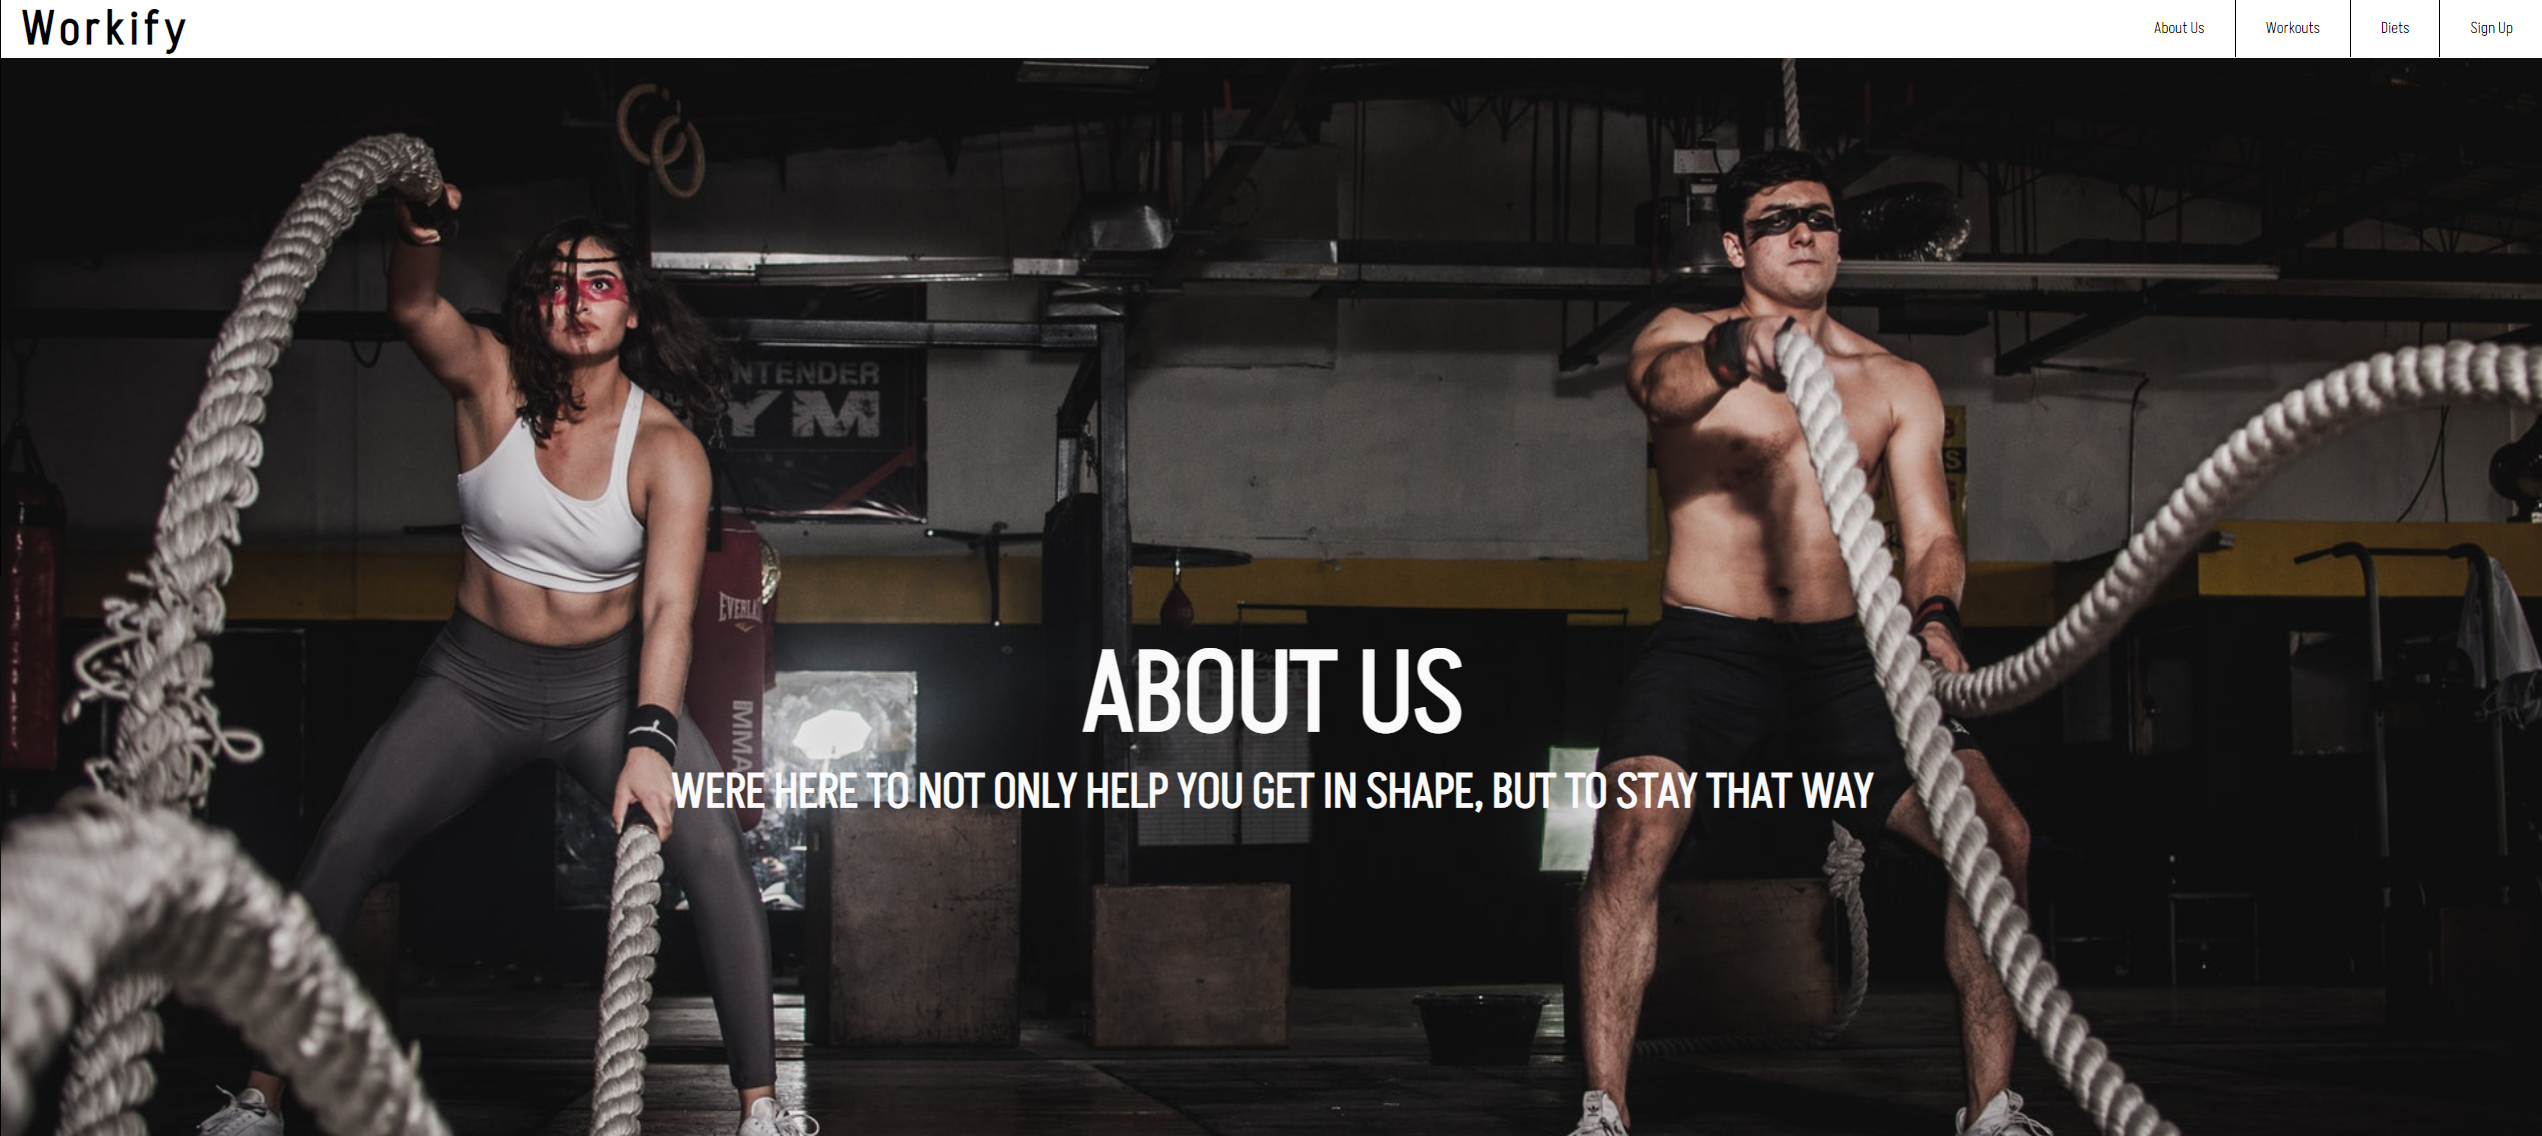 Workify
About Us
Workouts
Diets
Sign Up
NTENDER
YM
EVERLA
MMA
ABOUT US
WERE HERE TO NOT ONLY HELP YOU GET IN SHAPE, BUT TO STAY THAT WAY